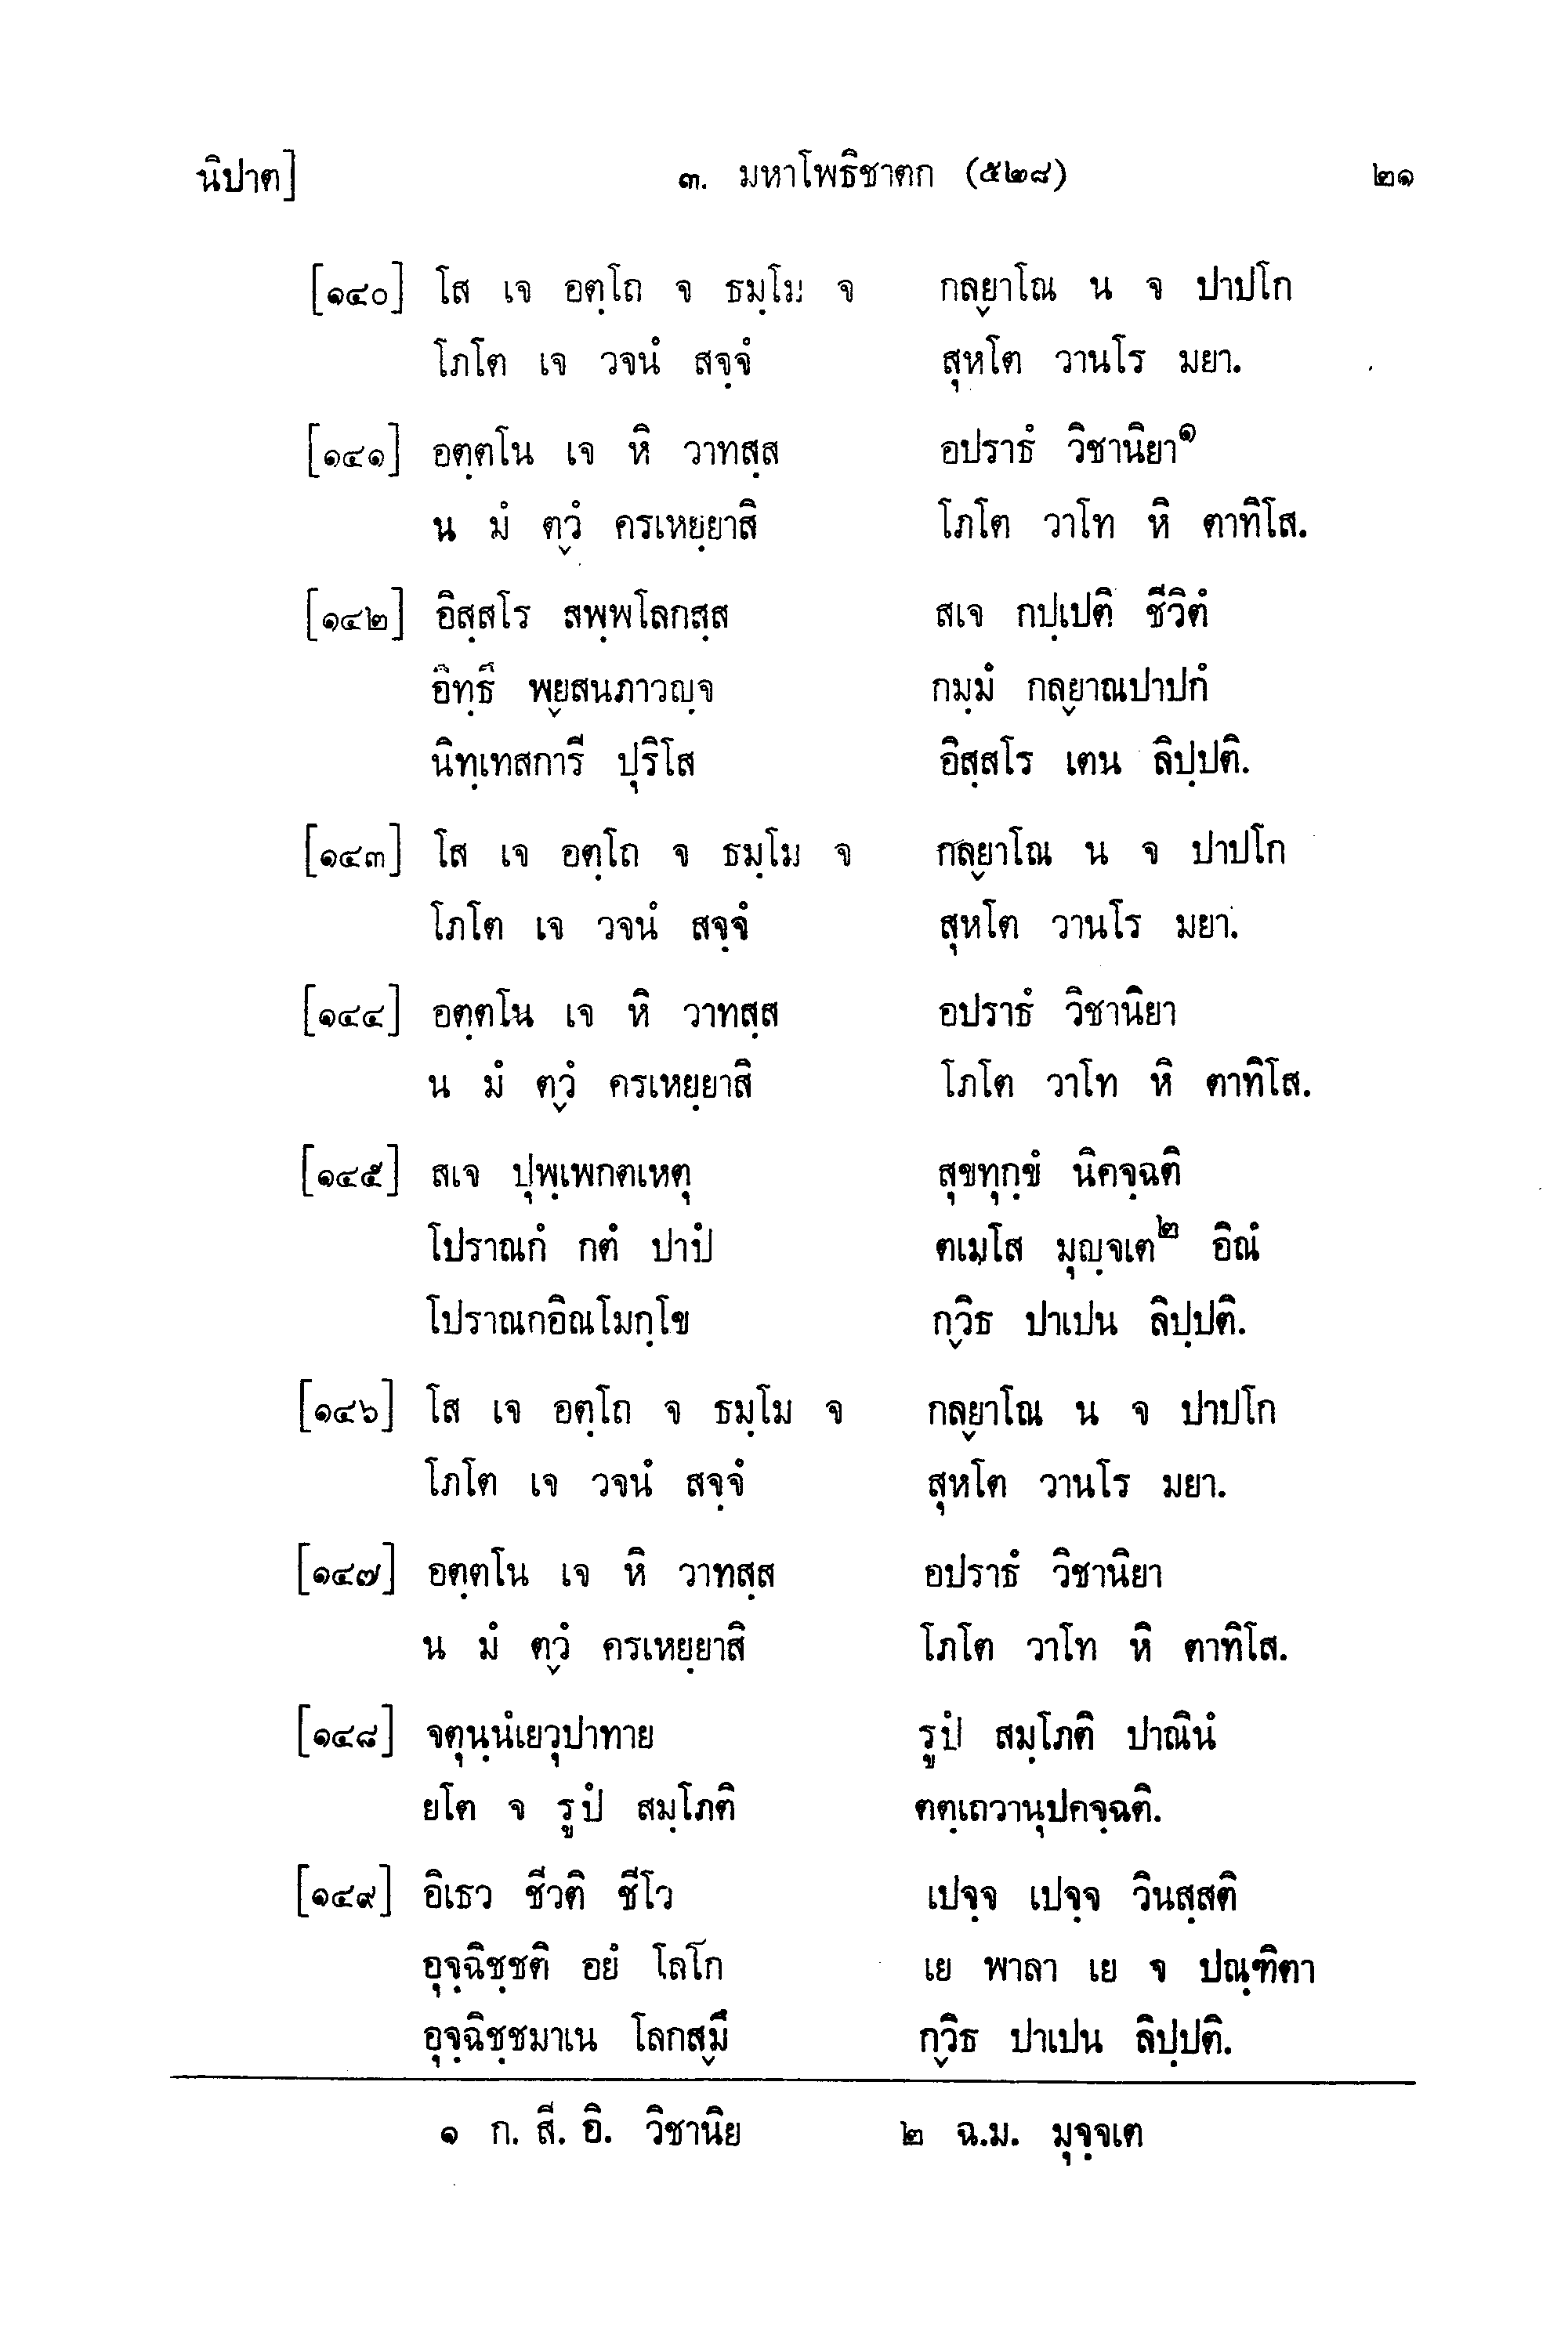 นิปาต] ๓. มหาโพธิชาตก (๕๒๘) ๒๑
[๑๔๐] โส เจ อตฺโถ จ ธมฺโม จ กลฺยาโณ น จ ปาปโก
โภโต เจ วจนํ สจฺจํ สุหโต วานโร มยา.
[๑๔๑] อตฺตโน เจ หิ วาทสฺส อปราธํ วิชานิยา๑
น มํ ตฺวํ ครเหยฺยาสิ โภโต วาโท หิ ตาทิโส.
[๑๔๒] อิสฺสโร สพฺพโลกสฺส สเจ กปฺเปติ ชีวิตํ
อิทฺธึ พฺยสนภาวญฺจ กมฺมํ กลฺยาณปาปกํ
นิทฺเทสการี ปุริโส อิสฺสโร เตน ลิปฺปติ.
[๑๔๓] โส เจ อตฺโถ จ ธมฺโม จ กลฺยาโณ น จ ปาปโก
โภโต เจ วจนํ สจฺจํ สุหโต วานโร มยา.
[๑๔๔] อตฺตโน เจ หิ วาทสฺส อปราธํ วิชานิยา
น มํ ตฺวํ ครเหยฺยาสิ โภโต วาโท หิ ตาทิโส.
[๑๔๕] สเจ ปุพฺเพกตเหตุ สุขทุกฺขํ นิคจฺฉติ
โปราณกํ กตํ ปาปํ ตเมโส มุญฺจเต๒ อิณํ
โปราณกอิณโมกฺโข กฺวิธ ปาเปน ลิปฺปติ.
[๑๔๖] โส เจ อตฺโถ จ ธมฺโม จ กลฺยาโณ น จ ปาปโก
โภโต เจ วจนํ สจฺจํ สุหโต วานโร มยา.
[๑๔๗] อตฺตโน เจ หิ วาทสฺส อปราธํ วิชานิยา
น มํ ตฺวํ ครเหยฺยาสิ โภโต วาโท หิ ตาทิโส.
[๑๔๘] จตุนฺนํเยวุปาทาย รูปํ สมฺโภติ ปาณินํ
ยโต จ รูปํ สมฺโภติ ตตฺเถวานุปคจฺฉติ.
[๑๔๙] อิเธว ชีวติ ชีโว เปจฺจ เปจฺจ วินสฺสติ
อุจฺฉิชฺชติ อยํ โลโก เย พาลา เย จ ปณฺฑิตา
อุจฺฉิชฺชมาเน โลกสฺมึ กฺวิธ ปาเปน ลิปฺปติ.
๑ ก. สี. อิ. วิชานิย ๒ ฉ.ม. มุจฺจเต